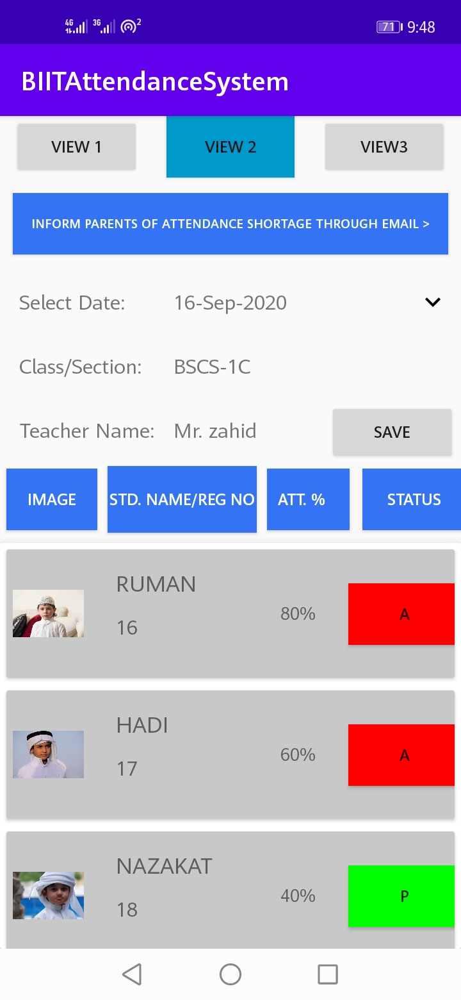 4G 3G 2 71 9:48
BIITAttendanceSystem
VIEW 1 VIEW 2 VIEW3
INFORM PARENTS OF ATTENDANCE SHORTAGE THROUGH EMAIL >
Select Date: 16-Sep-2020
Class/Section: BSCS-1C
Teacher Name: Mr. zahid SAVE
IMAGE STD. NAME/REG NO ATT. % STATUS
RUMAN
80% A
16
HADI
60% A
17
NAZAKAT
40% P
18